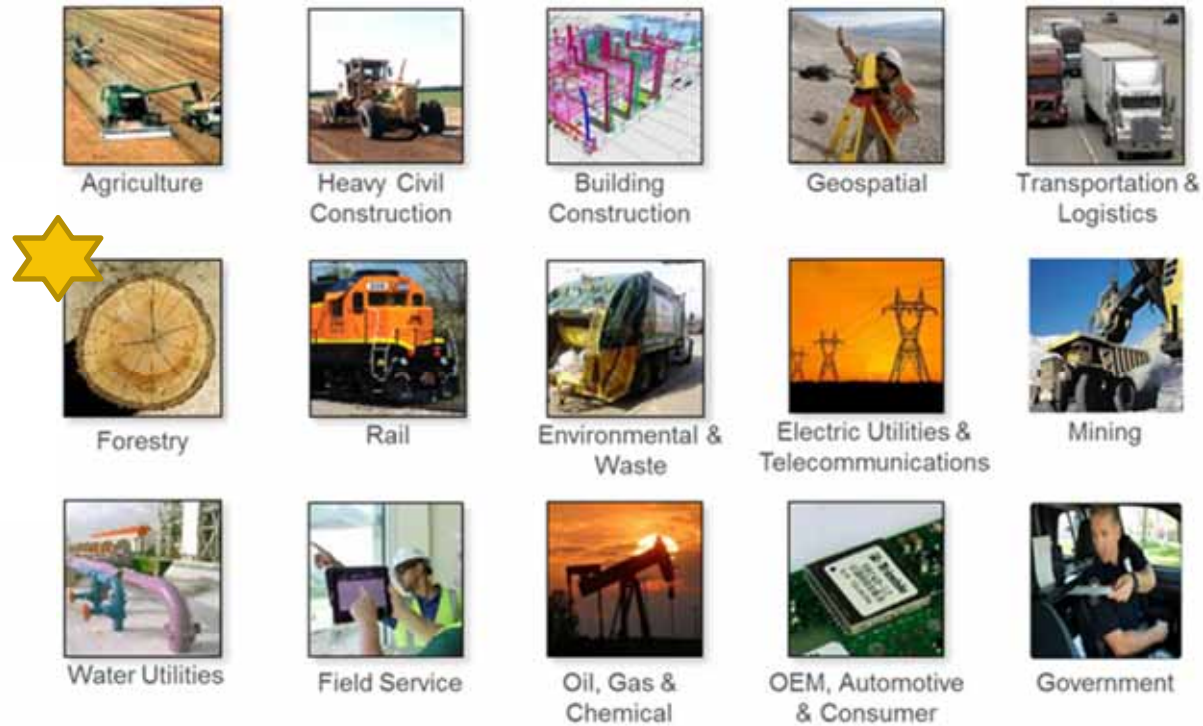 Agriculture
Heavy Civil
Construction
Building
Construction
Geospatial
Transportation &
Logistics
Forestry
Rail
Environmental &
Waste
Electric Utilities &
Telecommunications
Mining
Water Utilities
Field Service
Oil, Gas &
Chemical
Trimble
OEM, Automotive
& Consumer
Government